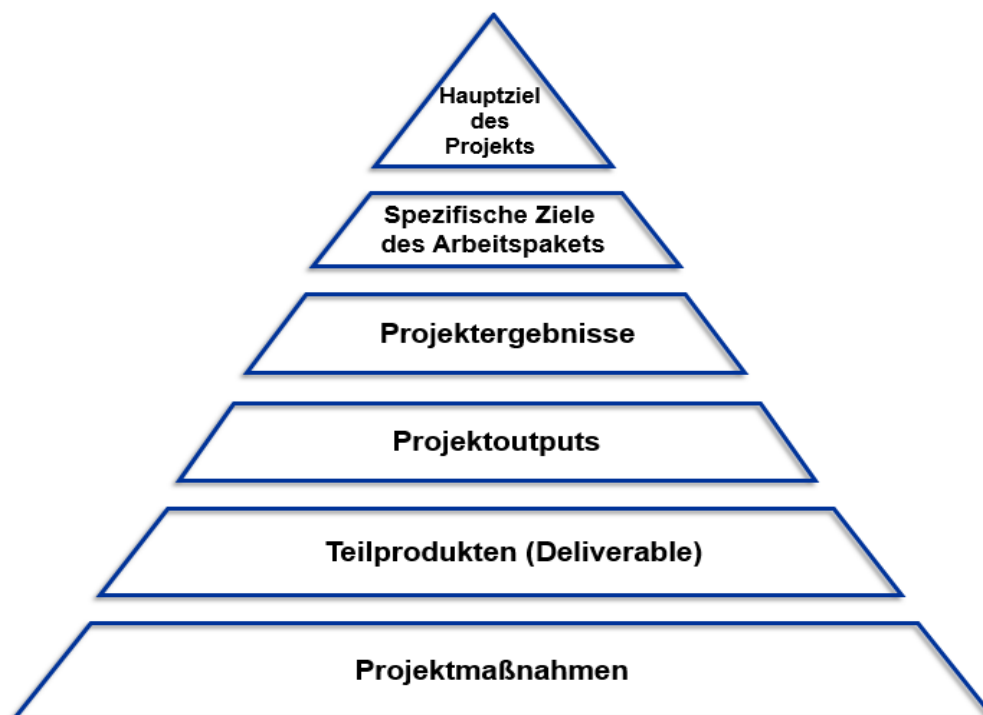 Hauptziel
des
Projekts
Spezifische Ziele
des Arbeitspakets
Projektergebnisse
Projektoutputs
Teilprodukten (Deliverable)
Projektmaßnahmen